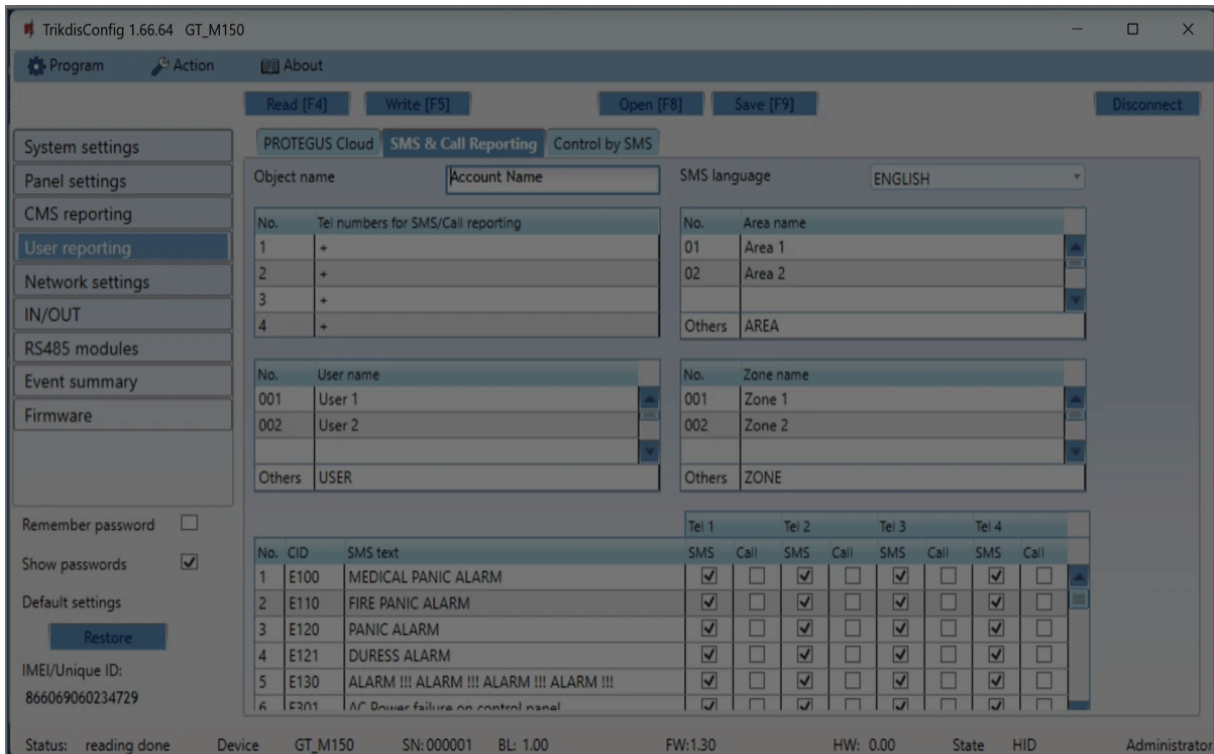 TrikdisConfig 1.66.64 GT_M150
Program Action About
Read [F4] Write [F5] Open [F8] Save [F9] Disconnect
System settings
Panel settings
CMS reporting
User reporting
Network settings
IN/OUT
RS485 modules
Event summary
Firmware
Remember password
Show passwords
Default settings
Restore
IMEI/Unique ID:
866069060234729
PROTEGUS Cloud SMS & Call Reporting Control by SMS
Object name Account Name SMS language ENGLISH
No. Tel numbers for SMS/Call reporting
1 +
2 +
3 +
4 +
No. Area name
01 Area 1
02 Area 2
Others AREA
No. User name
001 User 1
002 User 2
Others USER
No. Zone name
001 Zone 1
002 Zone 2
Others ZONE
Tel 1 Tel 2 Tel 3 Tel 4
No. CID SMS text SMS Call SMS Call SMS Call SMS Call
1 E100 MEDICAL PANIC ALARM
2 E110 FIRE PANIC ALARM
3 E120 PANIC ALARM
4 E121 DURESS ALARM
5 E130 ALARM !!! ALARM !!! ALARM !!! ALARM !!!
6 E301 AC Power failure on control panel
Status: reading done Device GT_M150 SN: 000001 BL: 1.00 FW:1.30 HW: 0.00 State HID Administrator